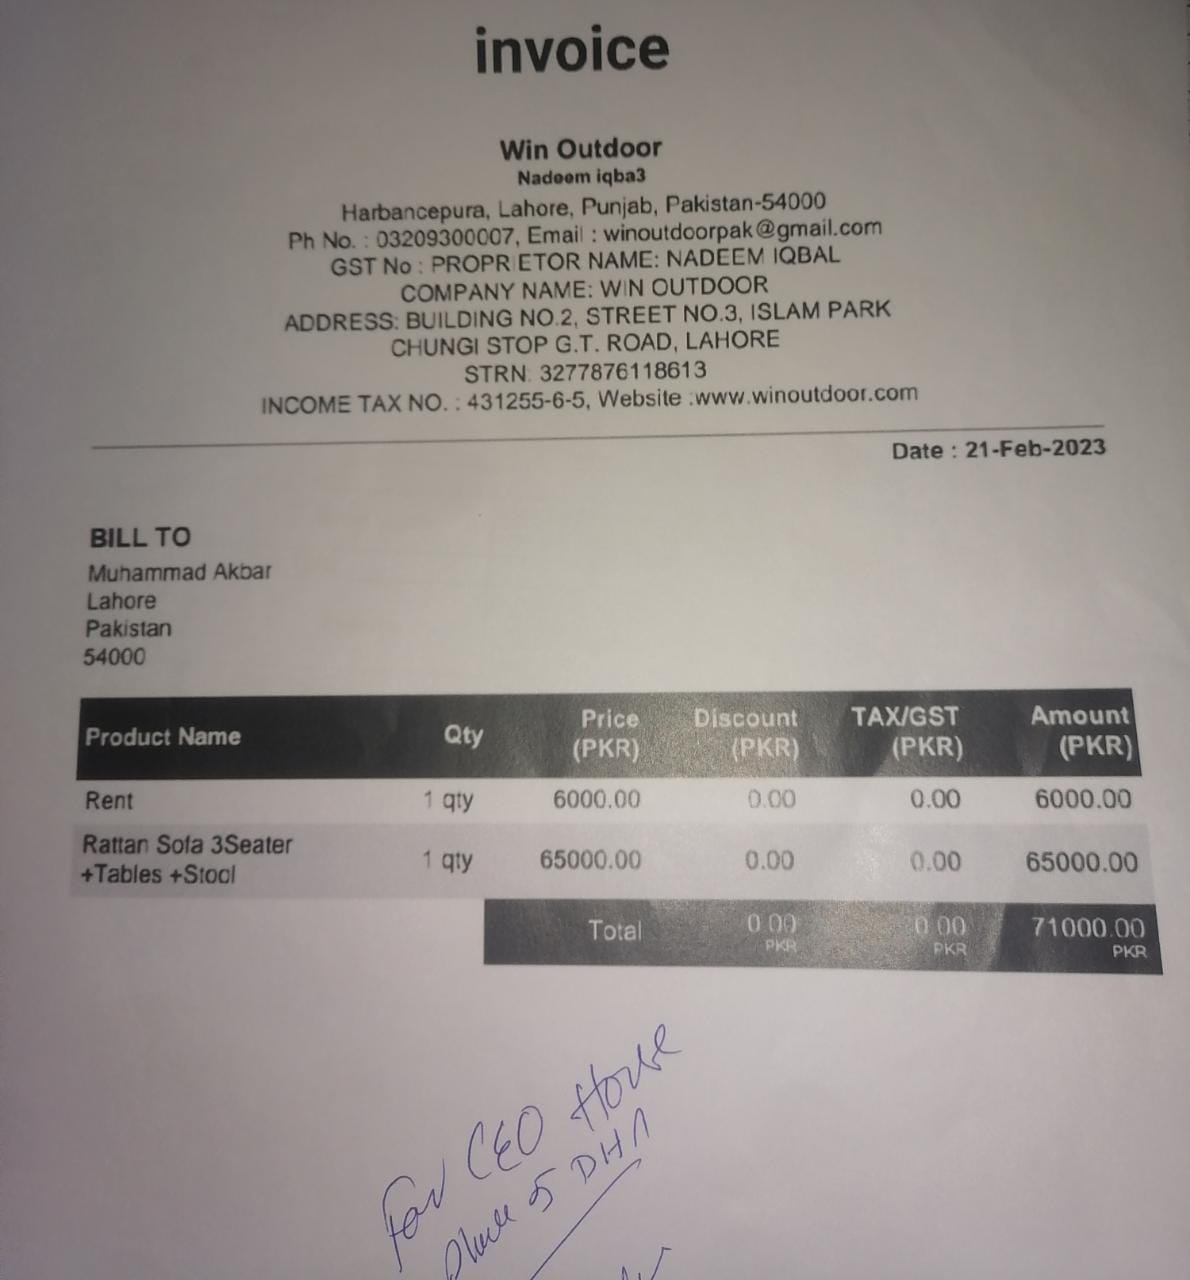 invoice
Win Outdoor
Nadeem iqba3
Harbancepura, Lahore, Punjab, Pakistan-54000
Ph No. : 03209300007, Email : winoutdoorpak@gmail.com
GST No : PROPRIETOR NAME: NADEEM IQBAL
COMPANY NAME: WIN OUTDOOR
ADDRESS: BUILDING NO.2, STREET NO.3, ISLAM PARK
CHUNGI STOP G.T. ROAD, LAHORE
STRN: 3277876118613
INCOME TAX NO. : 431255-6-5, Website :www.winoutdoor.com
Date : 21-Feb-2023
BILL TO
Muhammad Akbar
Lahore
Pakistan
54000
Product Name Qty Price (PKR) Discount (PKR) TAX/GST (PKR) Amount (PKR)
Rent 1 qty 6000.00 0.00 0.00 6000.00
Rattan Sofa 3Seater +Tables +Stool 1 qty 65000.00 0.00 0.00 65000.00
Total 0.00 PKR 0.00 PKR 71000.00 PKR
For CEO House
Phase 5 DHA